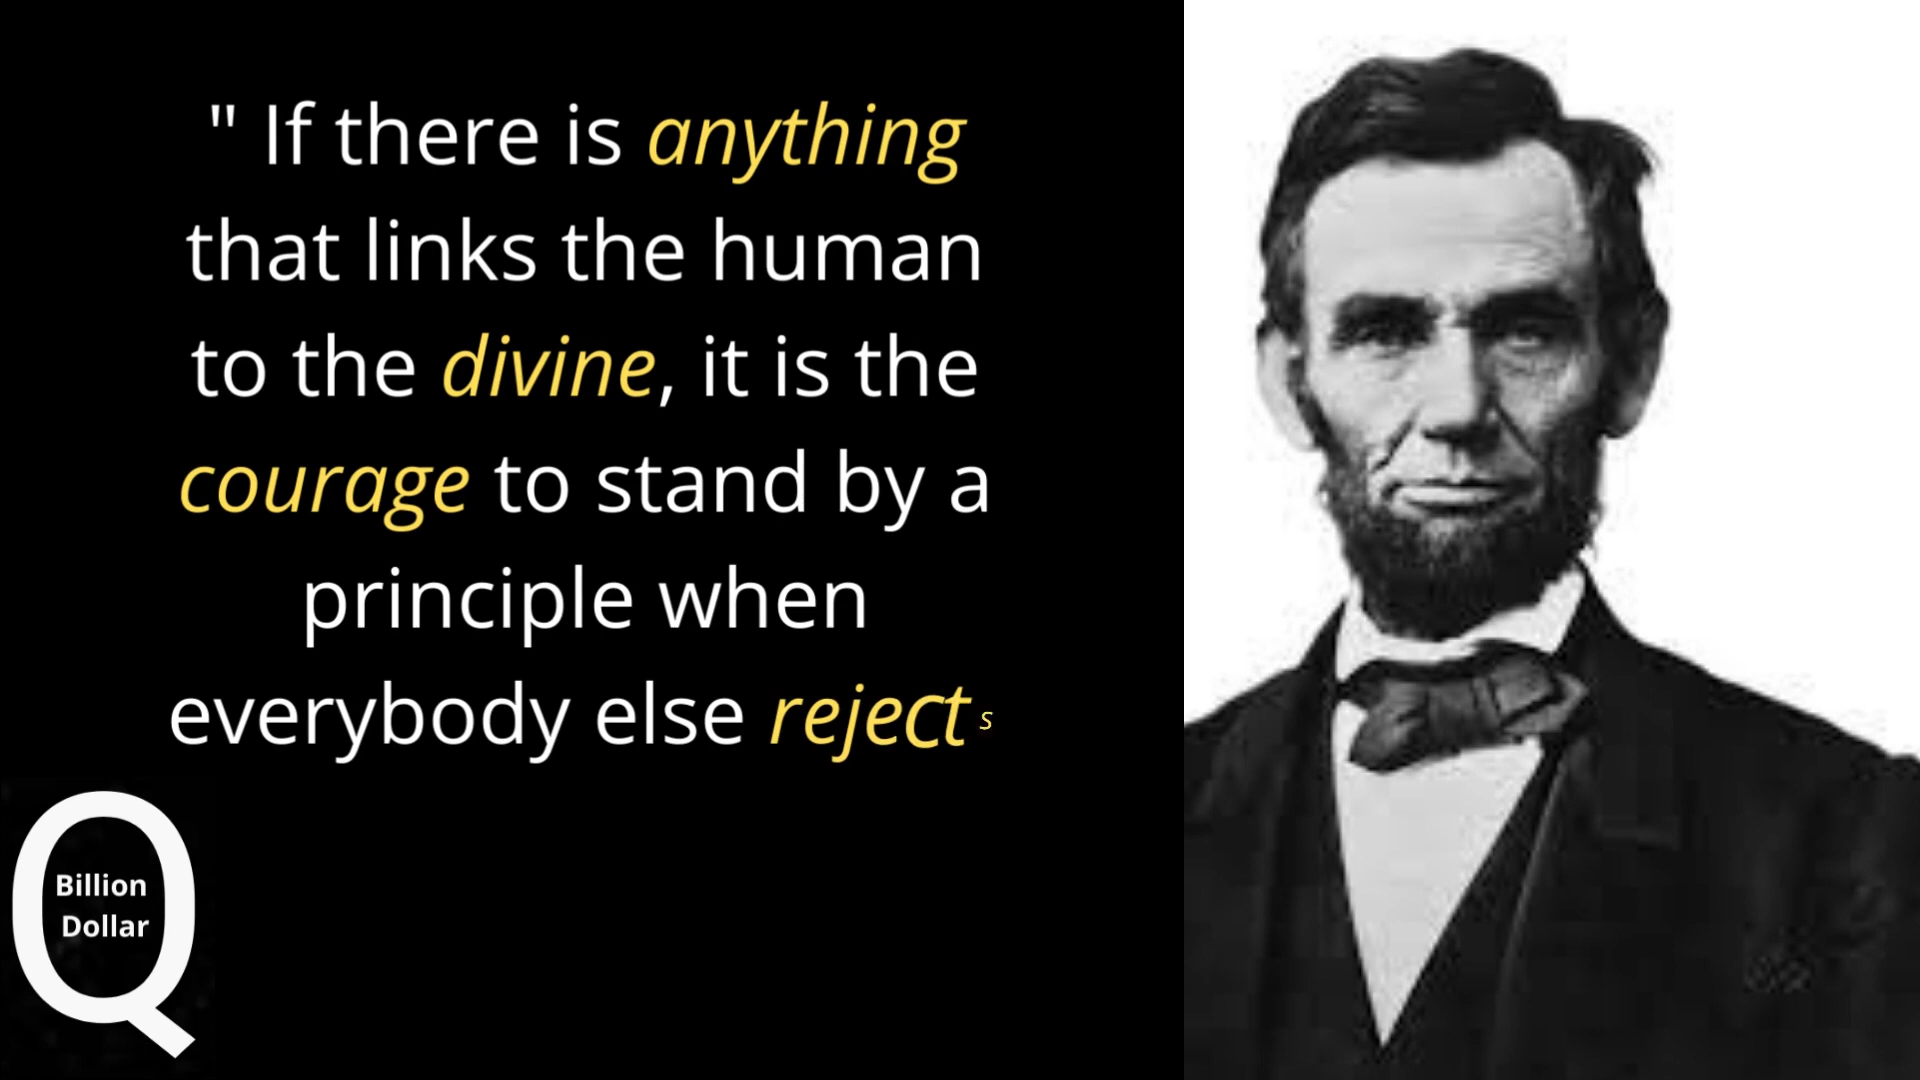 " If there is anything
that links the human
to the divine, it is the
courage to stand by a
principle when
everybody else reject s
Q
Billion
Dollar